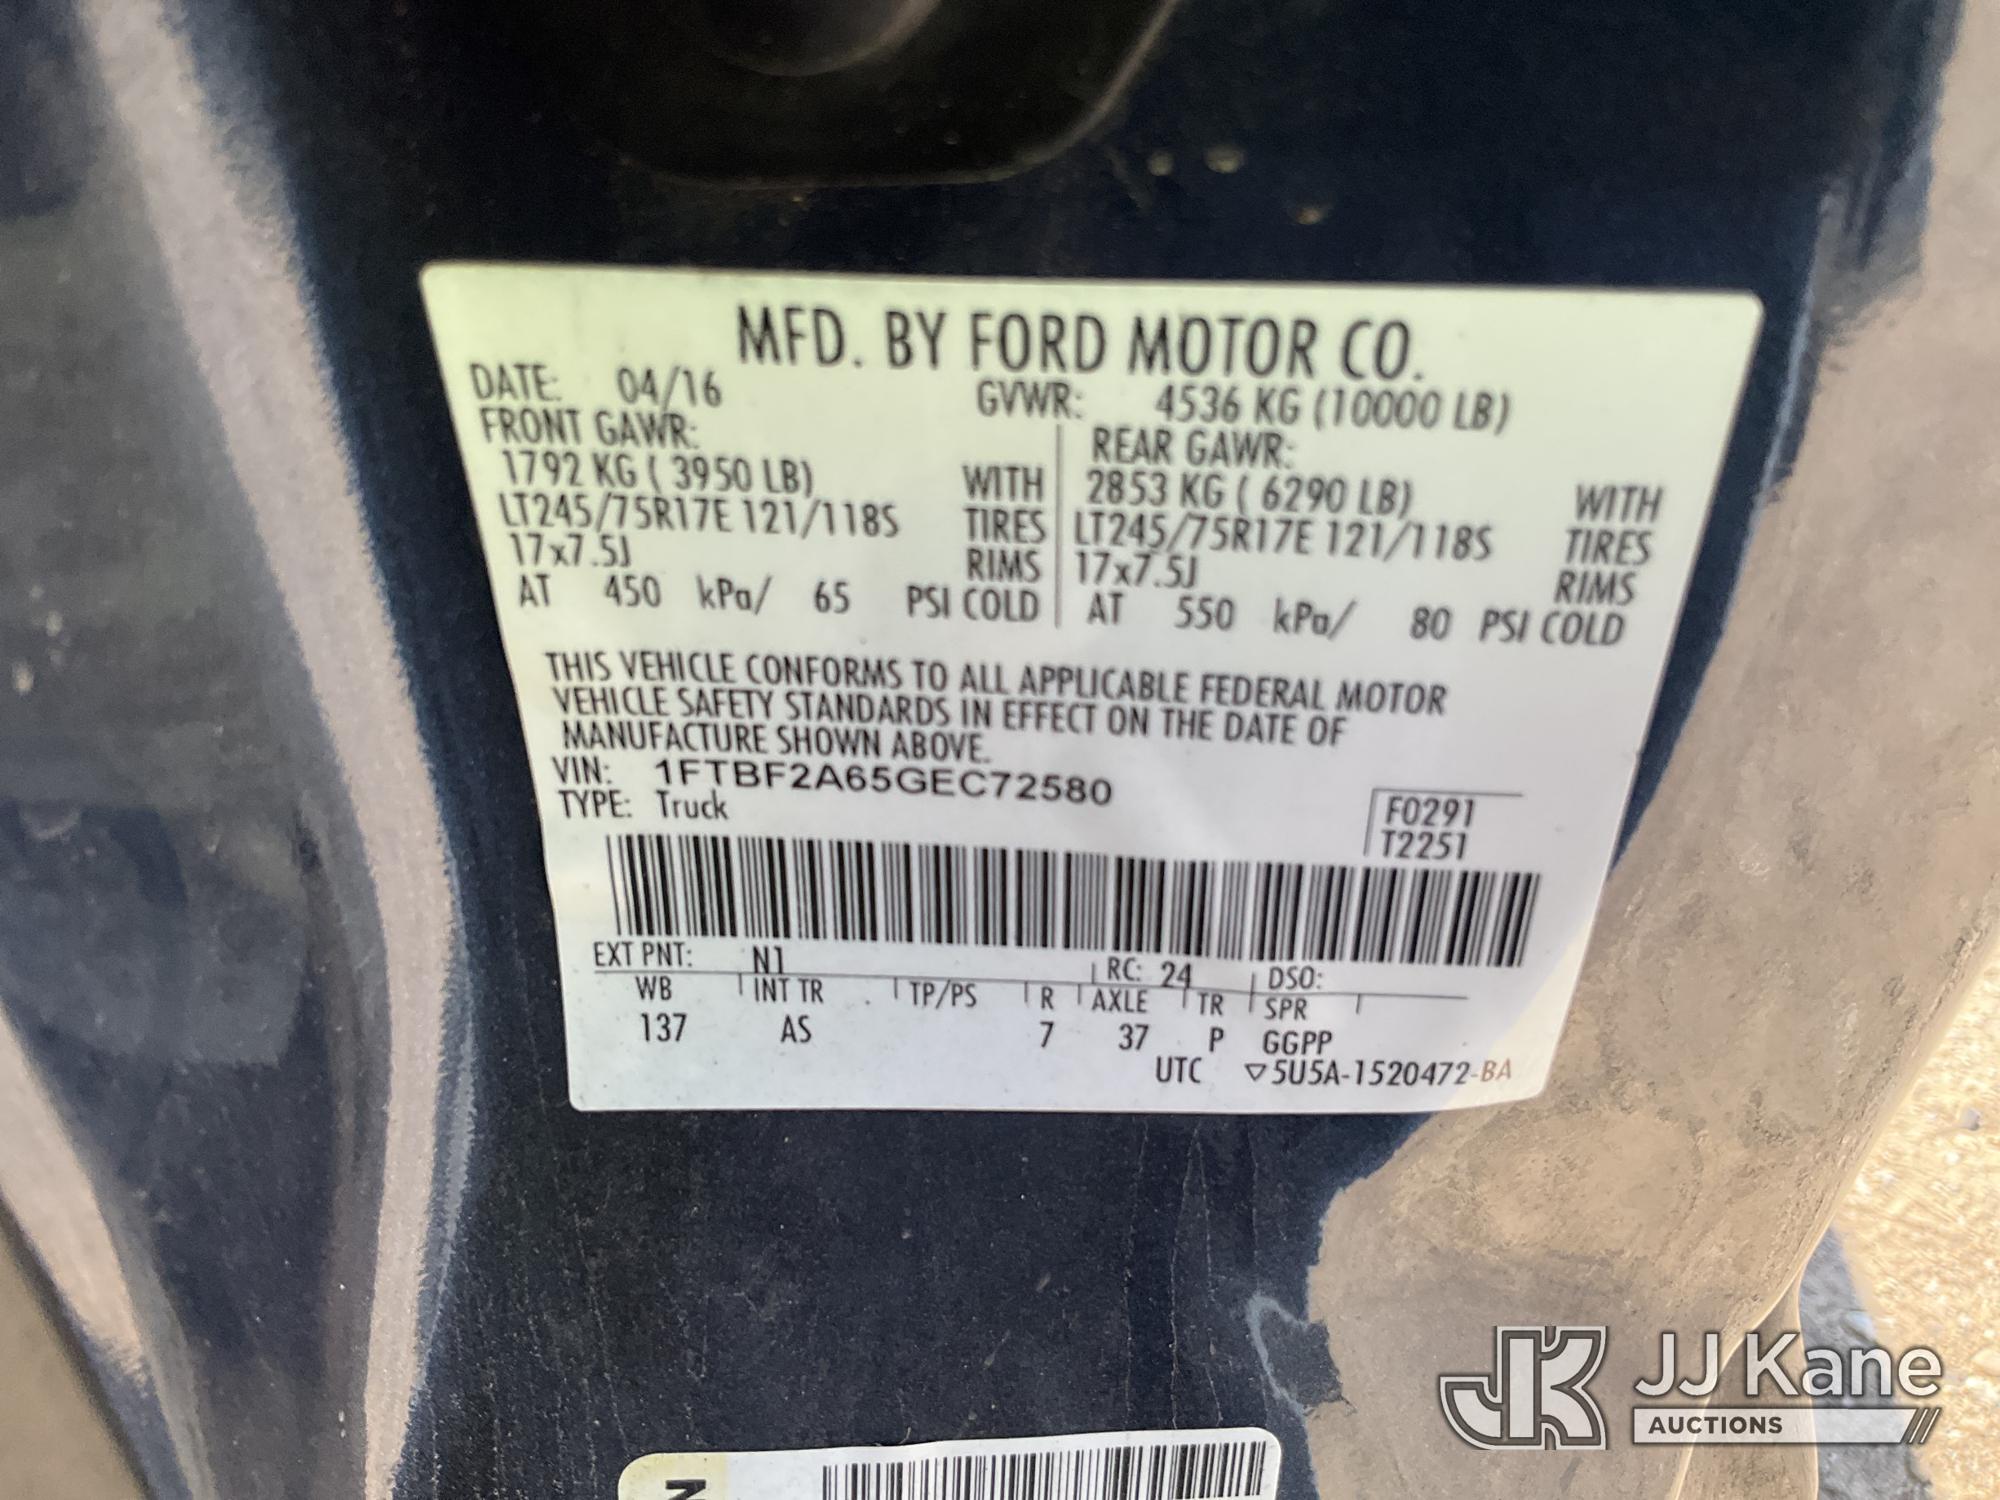 MFD. BY FORD MOTOR CO.
DATE: 04/16 GVWR: 4536 KG (10000 LB)
FRONT GAWR: REAR GAWR:
1792 KG ( 3950 LB) WITH 2853 KG ( 6290 LB) WITH
LT245/75R17E 121/118S TIRES LT245/75R17E 121/118S TIRES
17x7.5J RIMS 17x7.5J RIMS
AT 450 kPa/ 65 PSI COLD AT 550 kPa/ 80 PSI COLD
THIS VEHICLE CONFORMS TO ALL APPLICABLE FEDERAL MOTOR
VEHICLE SAFETY STANDARDS IN EFFECT ON THE DATE OF
MANUFACTURE SHOWN ABOVE.
VIN: 1FTBF2A65GEC72580
TYPE: Truck F0291
T2251
EXT PNT: N1 RC: 24 DSO:
WB INT TR TP/PS R AXLE TR SPR
137 AS 7 37 P GGPP
UTC ▽5U5A-1520472-BA
N
JK JJ Kane
AUCTIONS